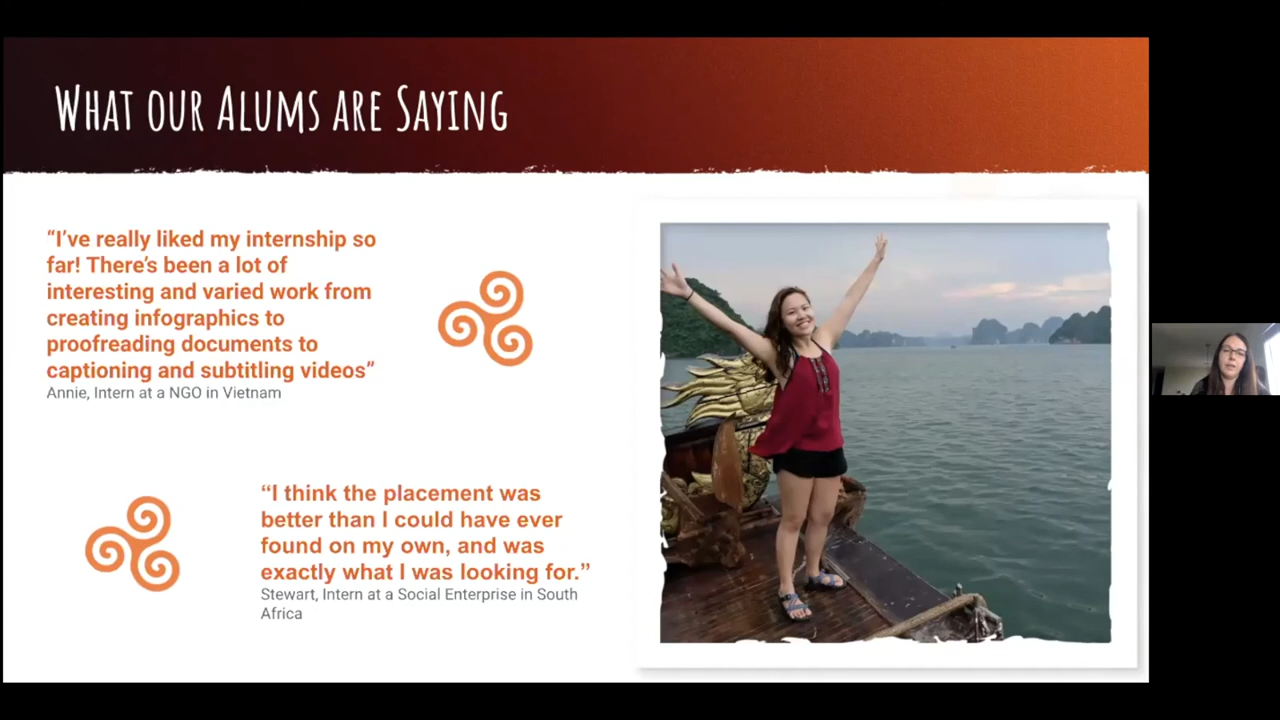 What our Alums are Saying
“I’ve really liked my internship so
far! There’s been a lot of
interesting and varied work from
creating infographics to
proofreading documents to
captioning and subtitling videos”
Annie, Intern at a NGO in Vietnam
“I think the placement was
better than I could have ever
found on my own, and was
exactly what I was looking for.”
Stewart, Intern at a Social Enterprise in South
Africa